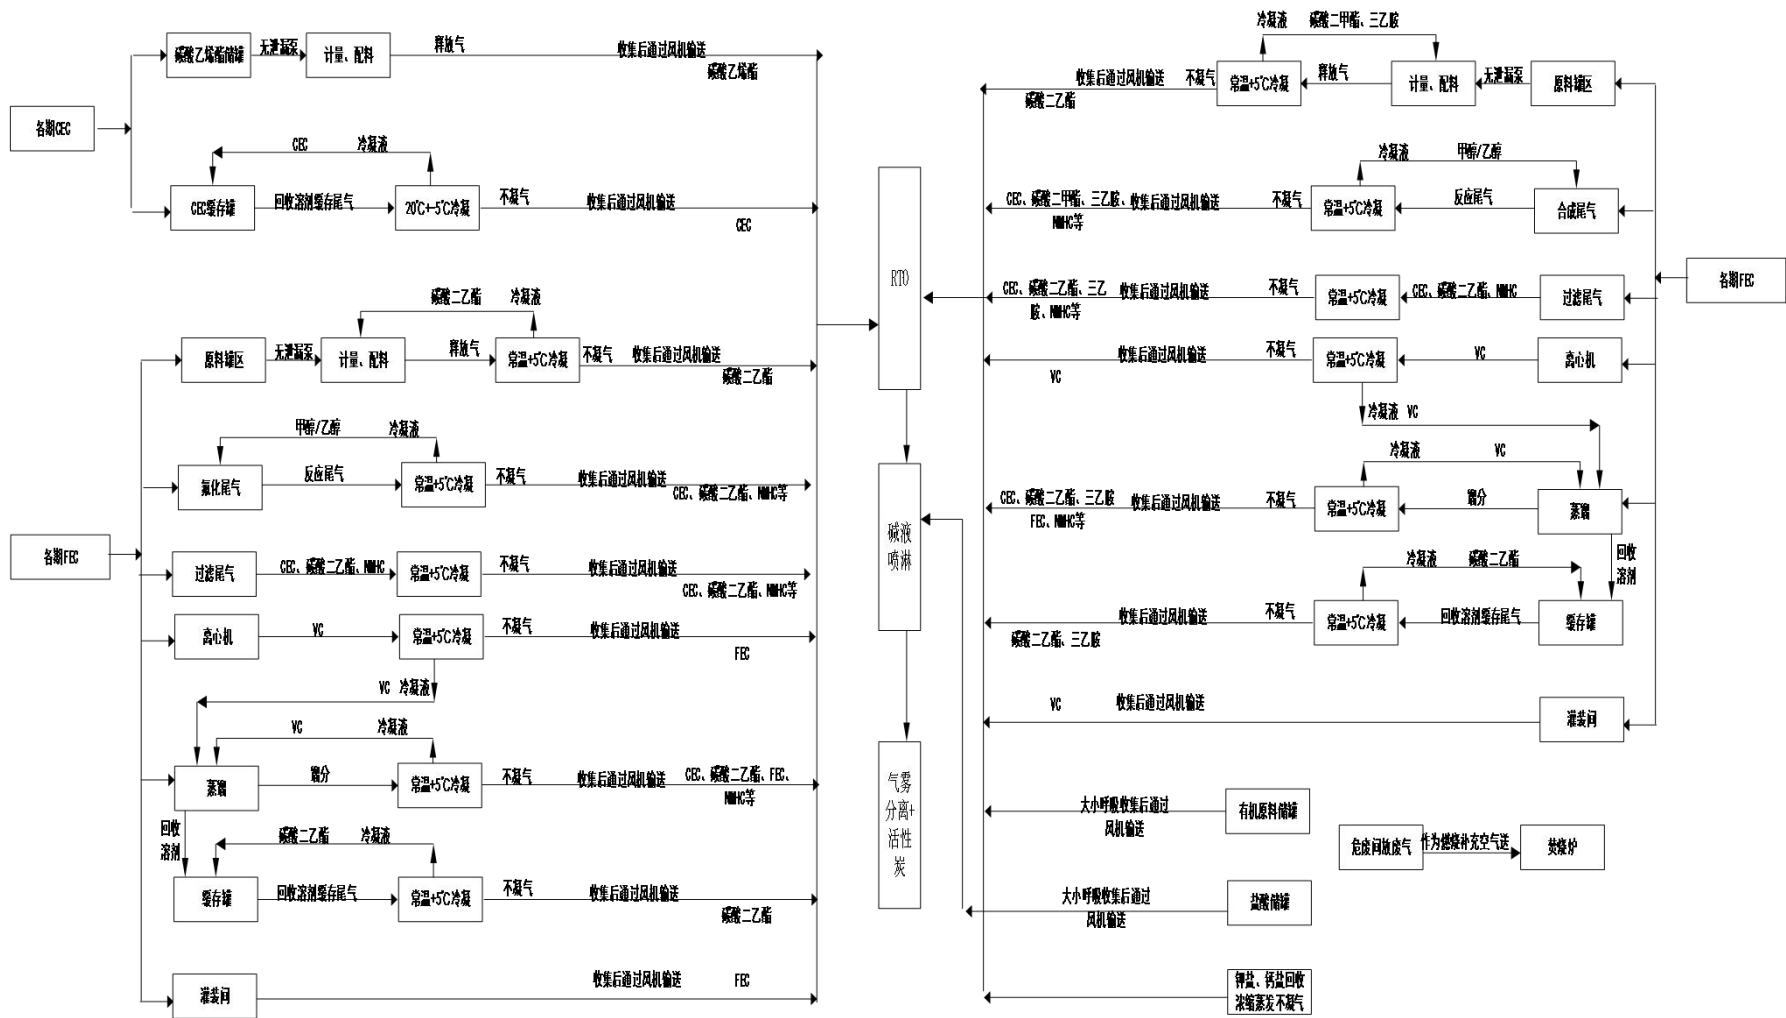 各期CEC
碳酸乙烯酯储罐
无泄漏泵
计量、配料
释放气
收集后通过风机输送
碳酸乙烯酯
CEC
冷凝液
CEC缓存罐
回收溶剂缓存尾气
20℃+-5℃冷凝
不凝气
收集后通过风机输送
CEC
各期FEC
碳酸二乙酯
冷凝液
原料罐区
无泄漏泵
计量、配料
释放气
常温+5℃冷凝
不凝气
收集后通过风机输送
碳酸二乙酯
甲醇/乙醇
冷凝液
氟化尾气
反应尾气
常温+5℃冷凝
不凝气
收集后通过风机输送
CEC、碳酸二乙酯、NMHC等
过滤尾气
CEC、碳酸二乙酯、NMHC
常温+5℃冷凝
不凝气
收集后通过风机输送
CEC、碳酸二乙酯、NMHC等
离心机
VC
常温+5℃冷凝
不凝气
收集后通过风机输送
FEC
VC 冷凝液
VC
冷凝液
蒸馏
馏分
常温+5℃冷凝
不凝气
收集后通过风机输送
CEC、碳酸二乙酯、FEC、
NMHC等
回收
溶剂
碳酸二乙酯
冷凝液
缓存罐
回收溶剂缓存尾气
常温+5℃冷凝
不凝气
收集后通过风机输送
碳酸二乙酯
灌装间
收集后通过风机输送
FEC
RTO
碱液
喷淋
气雾
分离+
活性
炭
冷凝液
碳酸二甲酯、三乙胺
收集后通过风机输送
碳酸二乙酯
不凝气
常温+5℃冷凝
释放气
计量、配料
无泄漏泵
原料罐区
冷凝液
甲醇/乙醇
CEC、碳酸二甲酯、三乙胺、
NMHC等
收集后通过风机输送
不凝气
常温+5℃冷凝
反应尾气
合成尾气
各期FEC
CEC、碳酸二乙酯、三乙
胺、NMHC等
收集后通过风机输送
不凝气
常温+5℃冷凝
CEC、碳酸二乙酯、NMHC
过滤尾气
收集后通过风机输送
VC
不凝气
常温+5℃冷凝
VC
离心机
冷凝液 VC
冷凝液
VC
CEC、碳酸二乙酯、三乙胺
FEC、NMHC等
收集后通过风机输送
不凝气
常温+5℃冷凝
馏分
蒸馏
回收
溶剂
冷凝液
碳酸二乙酯
收集后通过风机输送
碳酸二乙酯、三乙胺
不凝气
常温+5℃冷凝
回收溶剂缓存尾气
缓存罐
VC
收集后通过风机输送
灌装间
大小呼吸收集后通过
风机输送
有机原料储罐
危废间放废气
作为燃烧补充空气送
焚烧炉
大小呼吸收集后通过
风机输送
盐酸储罐
钾盐、钙盐回收
浓缩蒸发不凝气